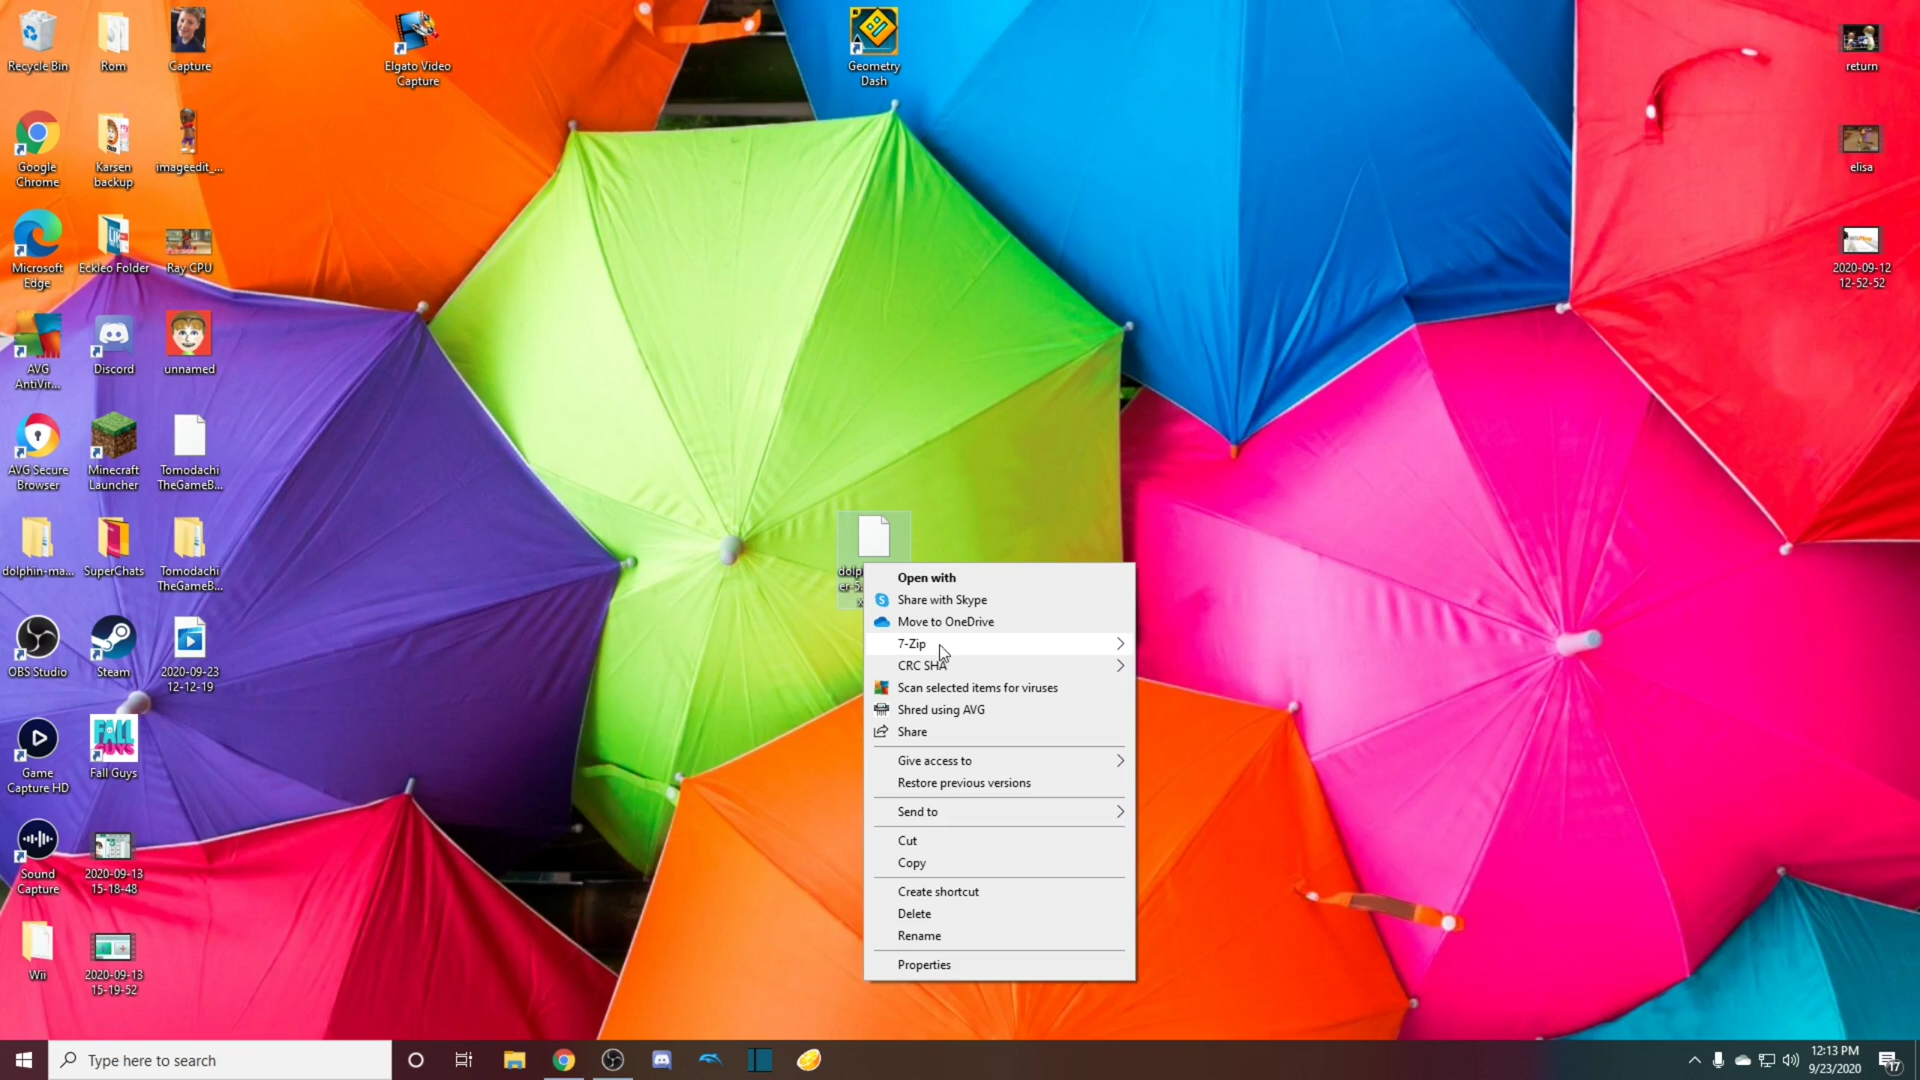 Recycle Bin
Rom
Capture
Elgato Video
Capture
Geometry
Dash
return
Google
Chrome
Karsen
backup
imageedit_...
elisa
Microsoft
Edge
Eckleo Folder
Ray CPU
2020-09-12
12-52-52
AVG
AntiVir...
Discord
unnamed
AVG Secure
Browser
Minecraft
Launcher
Tomodachi
TheGameB...
dolphin-ma...
SuperChats
Tomodachi
TheGameB...
OBS Studio
Steam
2020-09-23
12-12-19
Game
Capture HD
FALL
GUYS
Fall Guys
Sound
Capture
2020-09-13
15-18-48
Wii
2020-09-13
15-19-52
Open with
Share with Skype
Move to OneDrive
7-Zip
CRC SHA
Scan selected items for viruses
Shred using AVG
Share
Give access to
Restore previous versions
Send to
Cut
Copy
Create shortcut
Delete
Rename
Properties
Type here to search
12:13 PM
9/23/2020
17